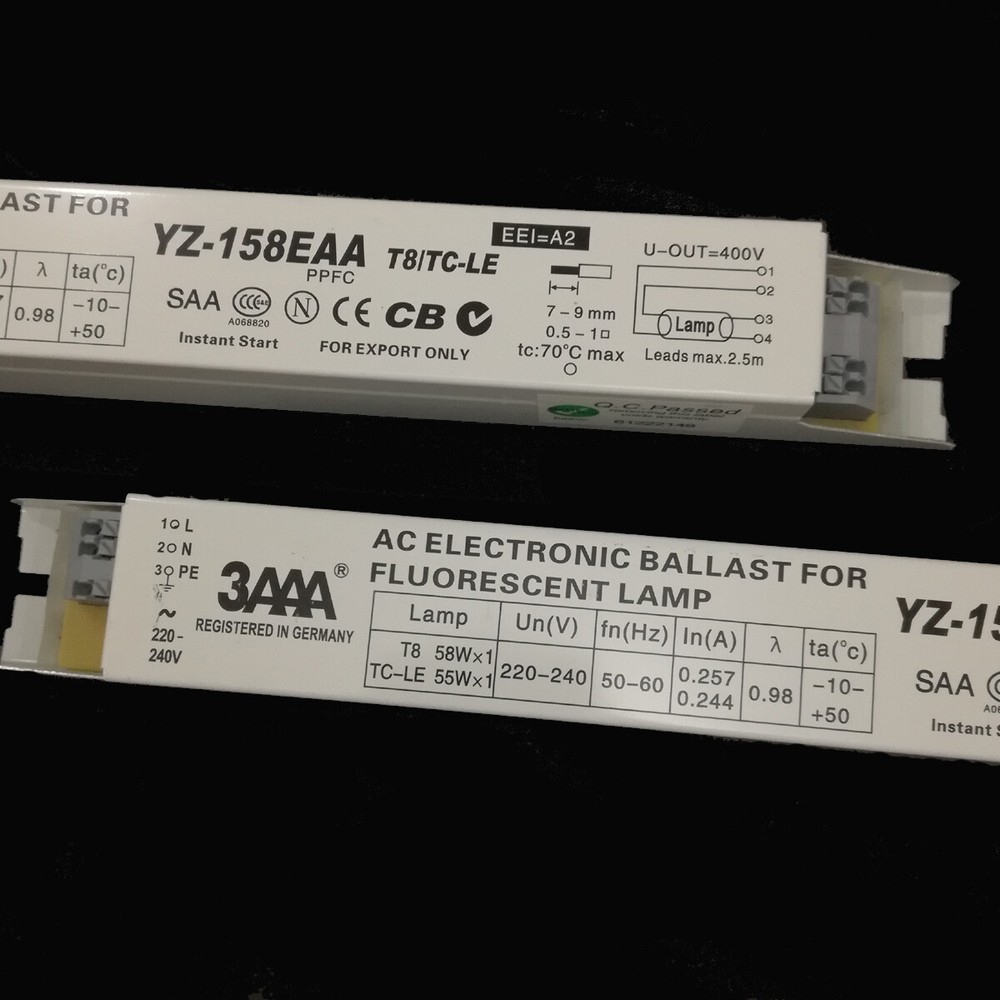 AST FOR
YZ-158EAA T8/TC-LE
PPFC
EEI=A2
U-OUT=400V
) λ ta(℃)
0.98 -10-
+50
SAA CCC S&E N CE CB
A068820
Instant Start
FOR EXPORT ONLY
7-9mm
0.5-1□
tc:70℃ max
1
2
3
Lamp
4
Leads max.2.5m
Q.C. Passed
61222149
1 L
2 N
3 PE
~
220-
240V
3AAA®
REGISTERED IN GERMANY
AC ELECTRONIC BALLAST FOR
FLUORESCENT LAMP
Lamp Un(V) fn(Hz) In(A) λ ta(℃)
T8 58W×1 220-240 50-60 0.257 0.98 -10-
TC-LE 55W×1 0.244 +50
YZ-15
SAA
A06
Instant S